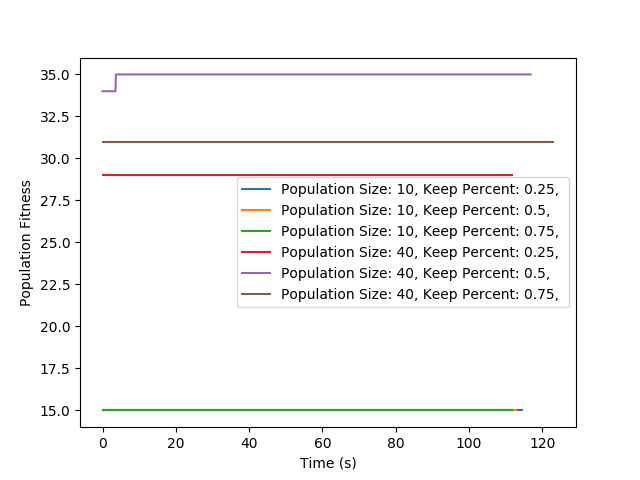 35.0
32.5
30.0
27.5
25.0
22.5
20.0
17.5
15.0
Population Fitness
Population Size: 10, Keep Percent: 0.25,
Population Size: 10, Keep Percent: 0.5,
Population Size: 10, Keep Percent: 0.75,
Population Size: 40, Keep Percent: 0.25,
Population Size: 40, Keep Percent: 0.5,
Population Size: 40, Keep Percent: 0.75,
0 20 40 60 80 100 120
Time (s)